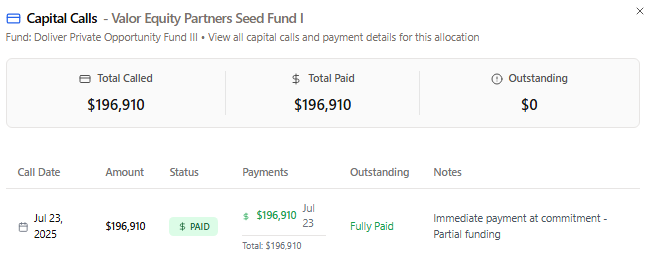 Capital Calls - Valor Equity Partners Seed Fund I
Fund: Doliver Private Opportunity Fund III • View all capital calls and payment details for this allocation
Total Called
$196,910
Total Paid
$196,910
Outstanding
$0
Call Date Amount Status Payments Outstanding Notes
Jul 23,
2025
$196,910
$ PAID
$ $196,910 Jul
23
Total: $196,910
Fully Paid
Immediate payment at commitment -
Partial funding